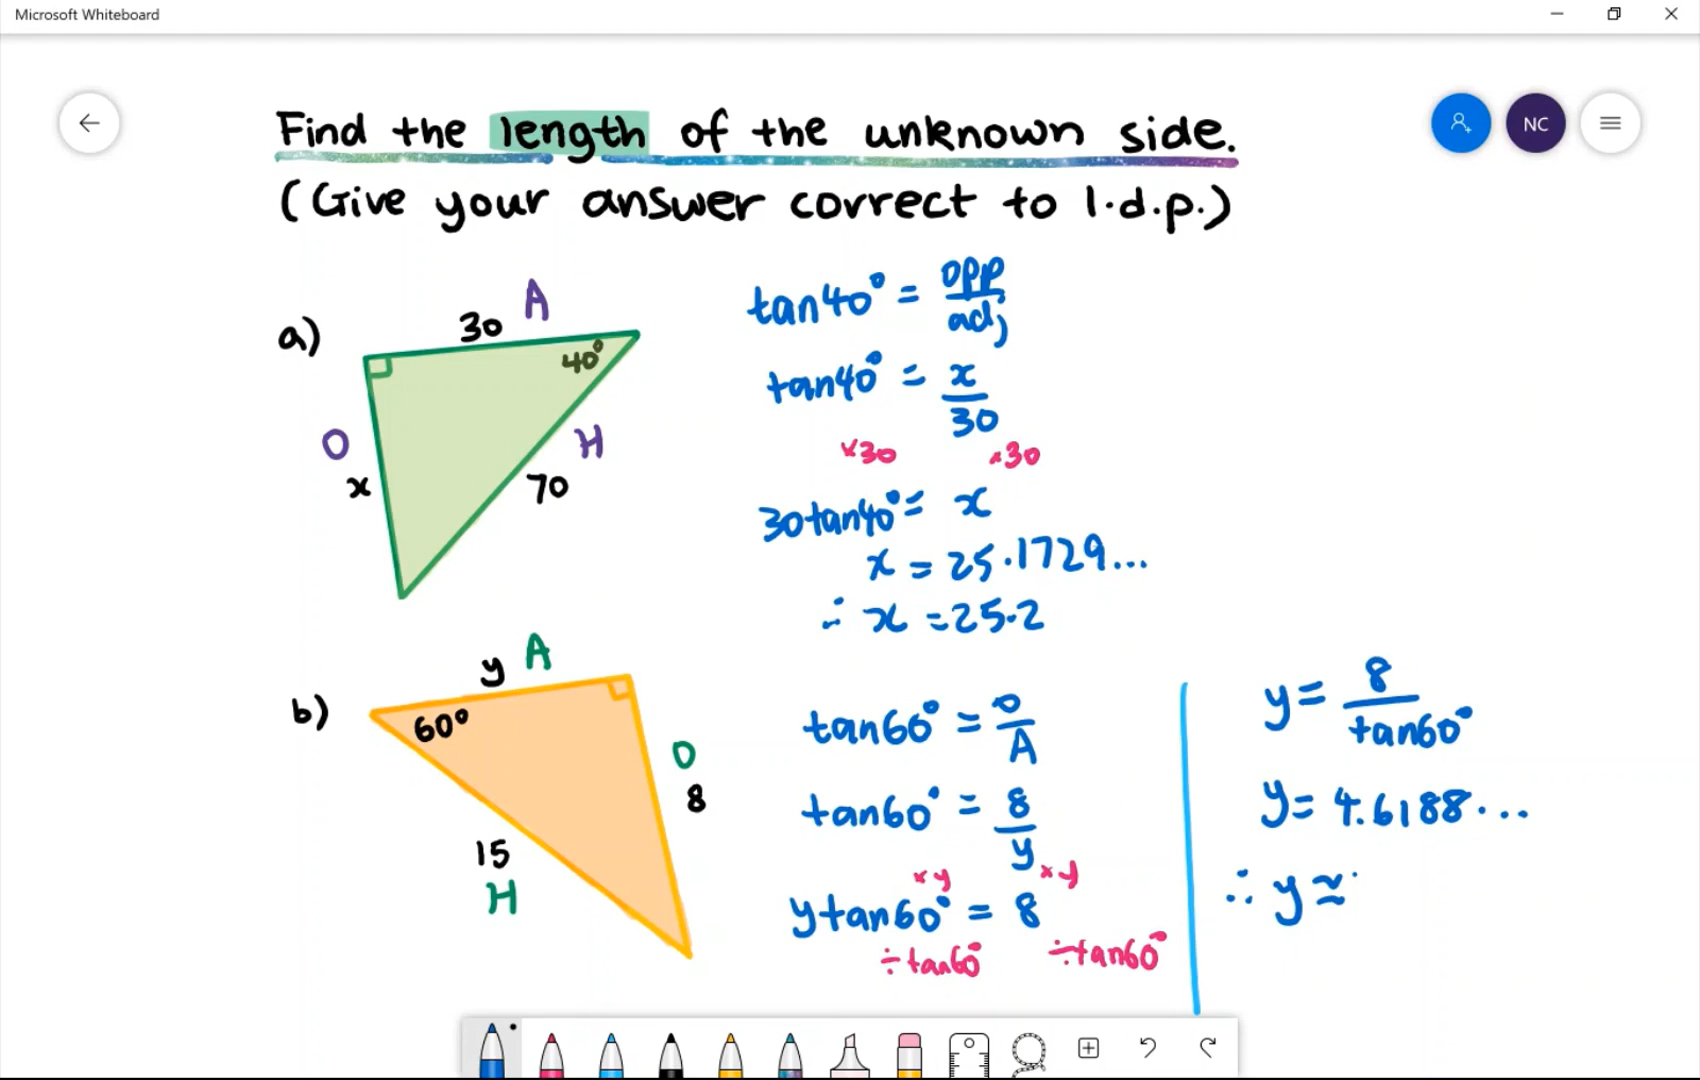 Microsoft Whiteboard
NC
Find the length of the unknown side.
(Give your answer correct to 1.d.p.)
a)
30
A
40°
O
x
H
70
tan40° = opp/adj
tan40° = x/30
×30 ×30
30tan40° = x
x = 25.1729...
∴ x = 25.2
b)
y
A
60°
O
8
15
H
tan60° = O/A
tan60° = 8/y
×y ×y
ytan60° = 8
÷tan60° ÷tan60°
y = 8/tan60°
y = 4.6188...
∴ y ≈